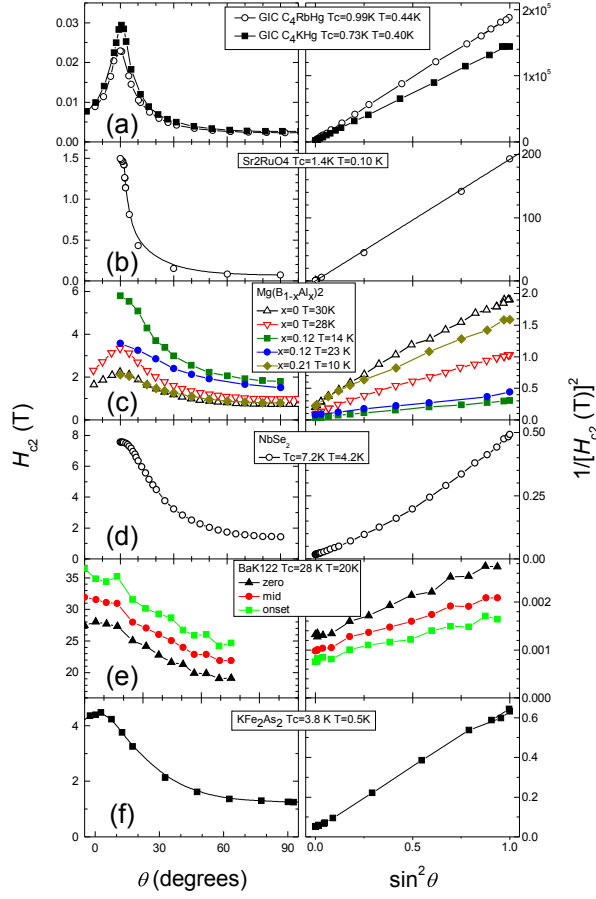 GIC C4RbHg Tc=0.99K T=0.44K
GIC C4KHg Tc=0.73K T=0.40K
0.03
0.02
0.01
0.00
(a)
2x10^5
1x10^5
Sr2RuO4 Tc=1.4K T=0.10 K
1.5
1.0
0.5
0.0
(b)
200
100
0
Mg(B1-xAlx)2
x=0 T=30K
x=0 T=28K
x=0.12 T=14 K
x=0.12 T=23 K
x=0.21 T=10 K
6
4
2
0
(c)
2.0
1.5
1.0
0.5
0.0
NbSe2
Tc=7.2K T=4.2K
8
6
4
2
0
(d)
0.50
0.25
0.00
BaK122 Tc=28 K T=20K
zero
mid
onset
35
30
25
20
(e)
0.002
0.001
0.000
KFe2As2 Tc=3.8 K T=0.5K
4
2
0
(f)
0.6
0.4
0.2
0.0
0 30 60 90
0.0 0.5 1.0
θ (degrees)
sin²θ
Hc2 (T)
1/[Hc2 (T)]²